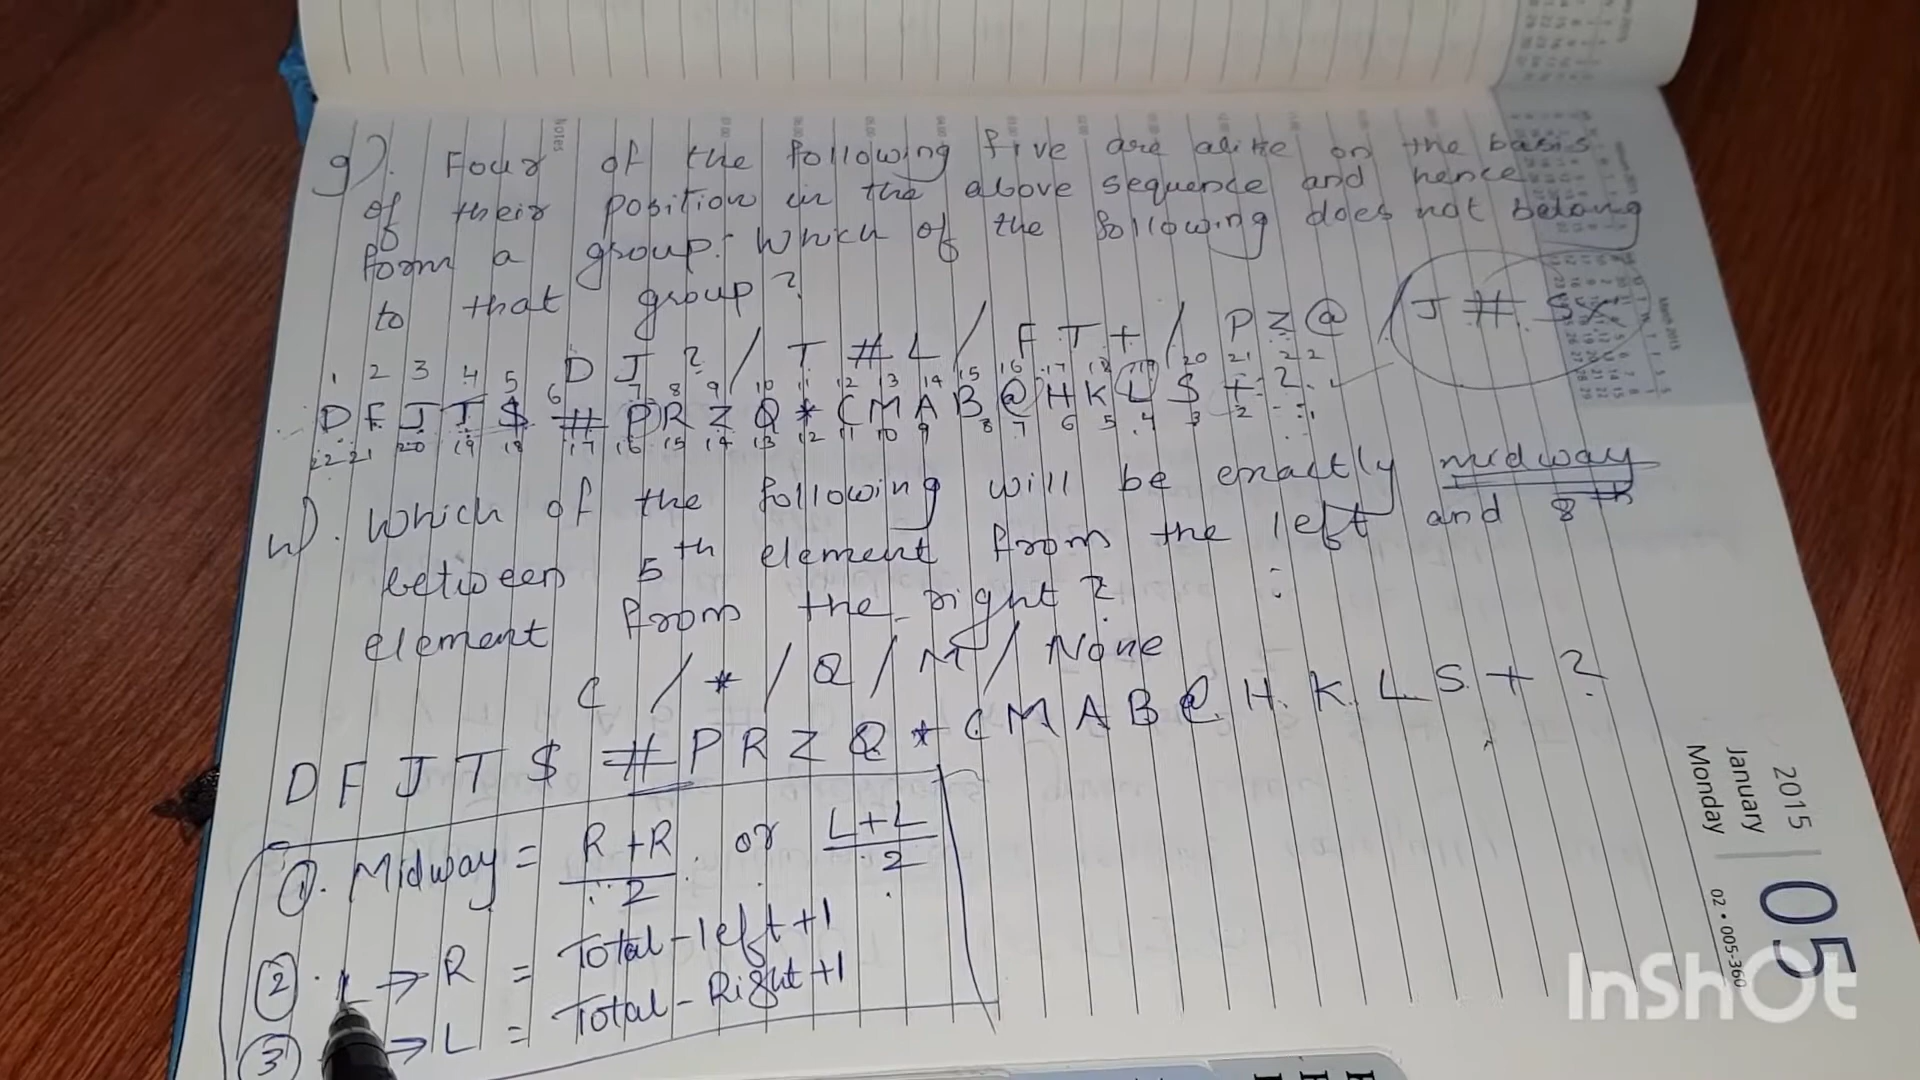 g). Four of the following five are alike on the basis
of their position in the above sequence and hence
form a group. Which of the following does not belong
to that group?
D J ? / T # L / F T + / P Z @ / J # S X
1 2 3 4 5 6 7 8 9 10 11 12 13 14 15 16 17 18 19 20 21 22
D F J T $ # P R Z Q * C M A B @ H K L S + ?
22 21 20 19 18 17 16 15 14 13 12 11 10 9 8 7 6 5 4 3 2 1
h). Which of the following will be exactly midway
between 5th element from the left and 8th
element from the right?
C / * / Q / M / None
D F J T $ # P R Z Q * C M A B @ H K L S + ?
①. Midway = R+R/2 or L+L/2
② → R = Total - left + 1
③ → L = Total - Right + 1
Notes
2015
January
Monday
05
02 • 005-360
InShOt